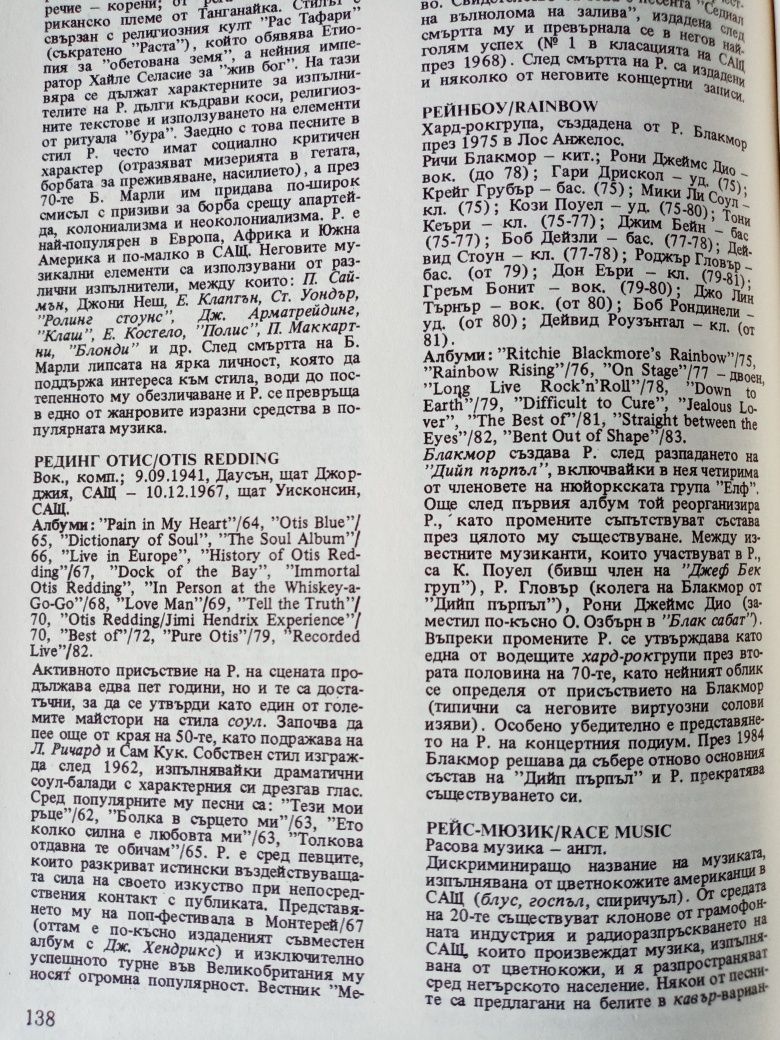 речие – корени; от
риканско племе от Танганайка. Стилът е
свързан с религиозния култ "Рас Тафари"
(съкратено "Раста"), който обявява Етио-
пия за "обетована земя", а нейния импе-
ратор Хайле Селасие за "жив бог". На тази
вяра се дължат характерните за изпълни-
телите на Р. дълги къдрави коси, религиоз-
ните текстове и използуването на елементи
от ритуала "бура". Заедно с това песните в
стил Р. често имат социално критичен
характер (отразяват мизерията в гетата,
борбата за преживяване, насилието), а през
70-те Б. Марли им придава по-широк
смисъл с призиви за борба срещу апартей-
да, колониализма и неоколониализма. Р. е
най-популярен в Европа, Африка и Южна
Америка и по-малко в САЩ. Неговите му-
зикални елементи са използувани от раз-
лични изпълнители, между които: П. Сай-
мън, Джони Неш, Е. Клаптън, Ст. Уондър,
"Ролинг стоунс", Дж. Арматрейдинг,
"Клаш", Е. Костело, "Полис", П. Маккарт-
ни, "Блонди" и др. След смъртта на Б.
Марли липсата на ярка личност, която да
поддържа интереса към стила, води до пос-
тепенното му обезличаване и Р. се превръща
в едно от жанровите изразни средства в по-
пулярната музика.
РЕДИНГ ОТИС/OTIS REDDING
Вок., комп.; 9.09.1941, Даусън, щат Джор-
джия, САЩ – 10.12.1967, щат Уисконсин,
САЩ.
Албуми: "Pain in My Heart"/64, "Otis Blue"/
65, "Dictionary of Soul", "The Soul Album"/
66, "Live in Europe", "History of Otis Red-
ding"/67, "Dock of the Bay", "Immortal
Otis Redding", "In Person at the Whiskey-a-
Go-Go"/68, "Love Man"/69, "Tell the Truth"/
70, "Otis Redding/Jimi Hendrix Experience"/
70, "Best of"/72, "Pure Otis"/79, "Recorded
Live"/82.
Активното присъствие на Р. на сцената про-
дължава едва пет години, но и те са доста-
тъчни, за да се утвърди като един от голе-
мите майстори на стила соул. Започва да
пее още от края на 50-те, като подражава на
Л. Ричард и Сам Кук. Собствен стил изграж-
да след 1962, изпълнявайки драматични
соул-балади с характерния си дрезгав глас.
Сред популярните му песни са: "Тези мои
ръце"/62, "Болка в сърцето ми"/63, "Ето
колко силна е любовта ми"/63, "Толкова
отдавна те обичам"/65. Р. е сред певците,
които разкриват истински въздействуваща-
та сила на своето изкуство при непосред-
ствения контакт с публиката. Представя-
нето му на поп-фестивала в Монтерей/67
(оттам е по-късно издаденият съвместен
албум с Дж. Хендрикс) и изключително
успешното турне във Великобритания му
носят огромна популярност. Вестник "Ме-
138
на вълнолома на залива", издадена след
смъртта му и превърнала се в негов най-
голям успех (№ 1 в класацията на САЩ
през 1968). След смъртта на Р. са издадени
и няколко от неговите концертни записи.
РЕЙНБОУ/RAINBOW
Хард-рокгрупа, създадена от Р. Блакмор
през 1975 в Лос Анжелос.
Ричи Блакмор – кит.; Рони Джеймс Дио –
вок. (до 78); Гари Дрискол – уд. (75);
Крейг Грубър – бас. (75); Мики Ли Соул –
кл. (75); Кози Поуел – уд. (75-80); Тони
Кеъри – кл. (75-77); Джим Бейн – бас
(75-77); Боб Дейзли – бас. (77-78); Дей-
вид Стоун – кл. (77-78); Роджър Гловър –
бас. (от 79); Дон Еъри – кл. (79-81);
Греъм Бонит – вок. (79-80); Джо Лин
Търнър – вок. (от 80); Боб Рондинели –
уд. (от 80); Дейвид Роузънтал – кл. (от
81).
Албуми: "Ritchie Blackmore's Rainbow"/75,
"Rainbow Rising"/76, "On Stage"/77 – двоен,
"Long Live Rock'n'Roll"/78, "Down to
Earth"/79, "Difficult to Cure", "Jealous Lo-
ver", "The Best of"/81, "Straight between the
Eyes"/82, "Bent Out of Shape"/83.
Блакмор създава Р. след разпадането на
"Дийп пърпъл", включвайки в нея четирима
от членовете на нюйоркската група "Елф".
Още след първия албум той реорганизира
Р., като промените съпътствуват състава
през цялото му съществуване. Между из-
вестните музиканти, които участвуват в Р.,
са К. Поуел (бивш член на "Джеф Бек
груп"), Р. Гловър (колега на Блакмор от
"Дийп пърпъл"), Рони Джеймс Дио (за-
местил по-късно О. Озбърн в "Блак сабат").
Въпреки промените Р. се утвърждава като
една от водещите хард-рокгрупи през вто-
рата половина на 70-те, като нейният облик
се определя от присъствието на Блакмор
(типични са неговите виртуозни солови
изяви). Особено убедително е представяне-
то на Р. на концертния подиум. През 1984
Блакмор решава да събере отново основния
състав на "Дийп пърпъл" и Р. прекратява
съществуването си.
РЕЙС-МЮЗИК/RACE MUSIC
Расова музика – англ.
Дискриминиращо название на музиката,
изпълнявана от цветнокожите американци в
САЩ (блус, госпъл, спиричуъл). От средата
на 20-те съществуват клонове от грамофон-
ната индустрия и радиоразпръскването на
САЩ, които произвеждат музика, изпълня-
вана от цветнокожи, и я разпространяват
сред негърското население. Някои от песни-
те са предлагани на белите в кавър-вариан-